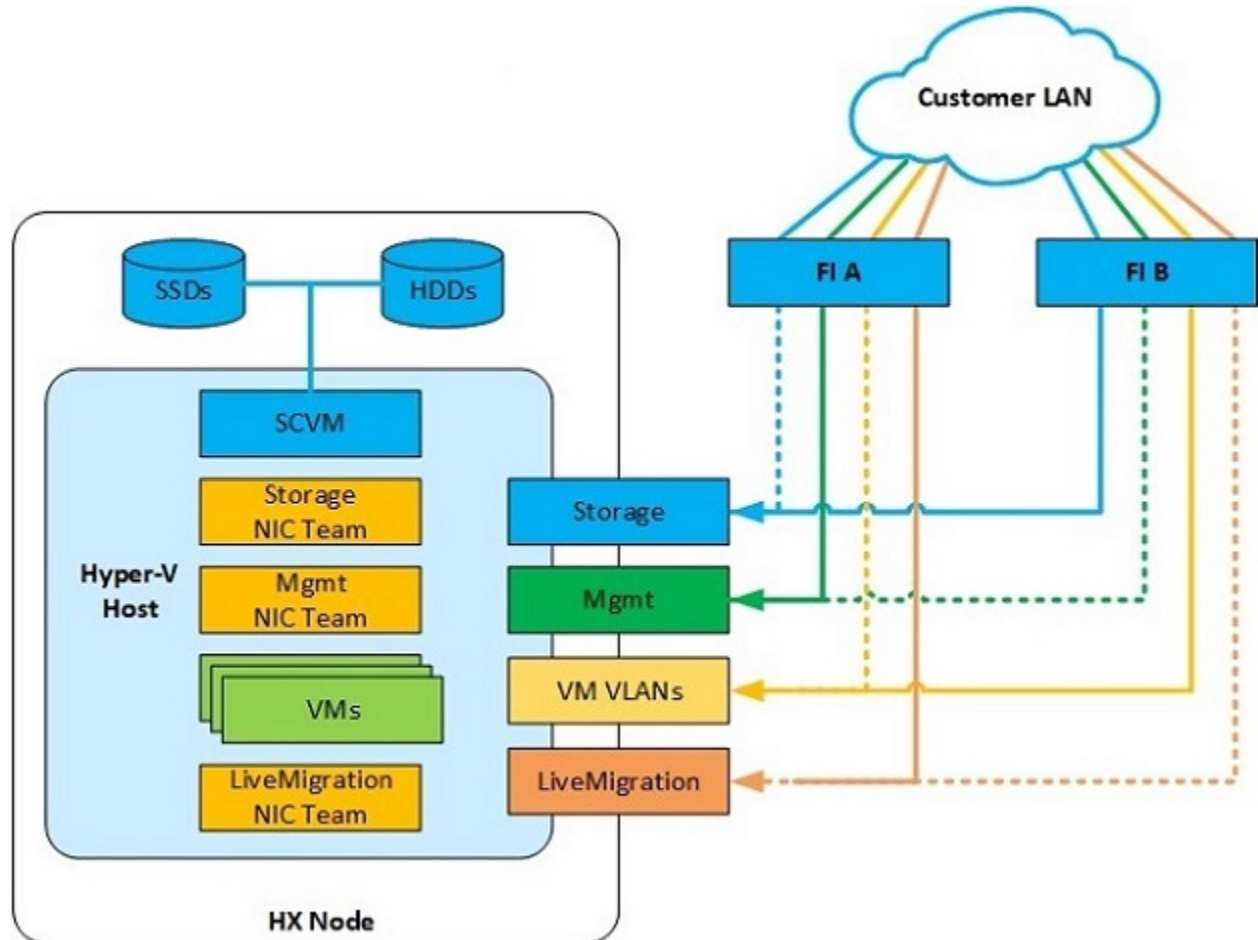 Customer LAN
FI A
FI B
SSDs
HDDs
SCVM
Storage
NIC Team
Storage
Hyper-V
Host
Mgmt
NIC Team
Mgmt
VMs
VM VLANs
LiveMigration
NIC Team
LiveMigration
HX Node